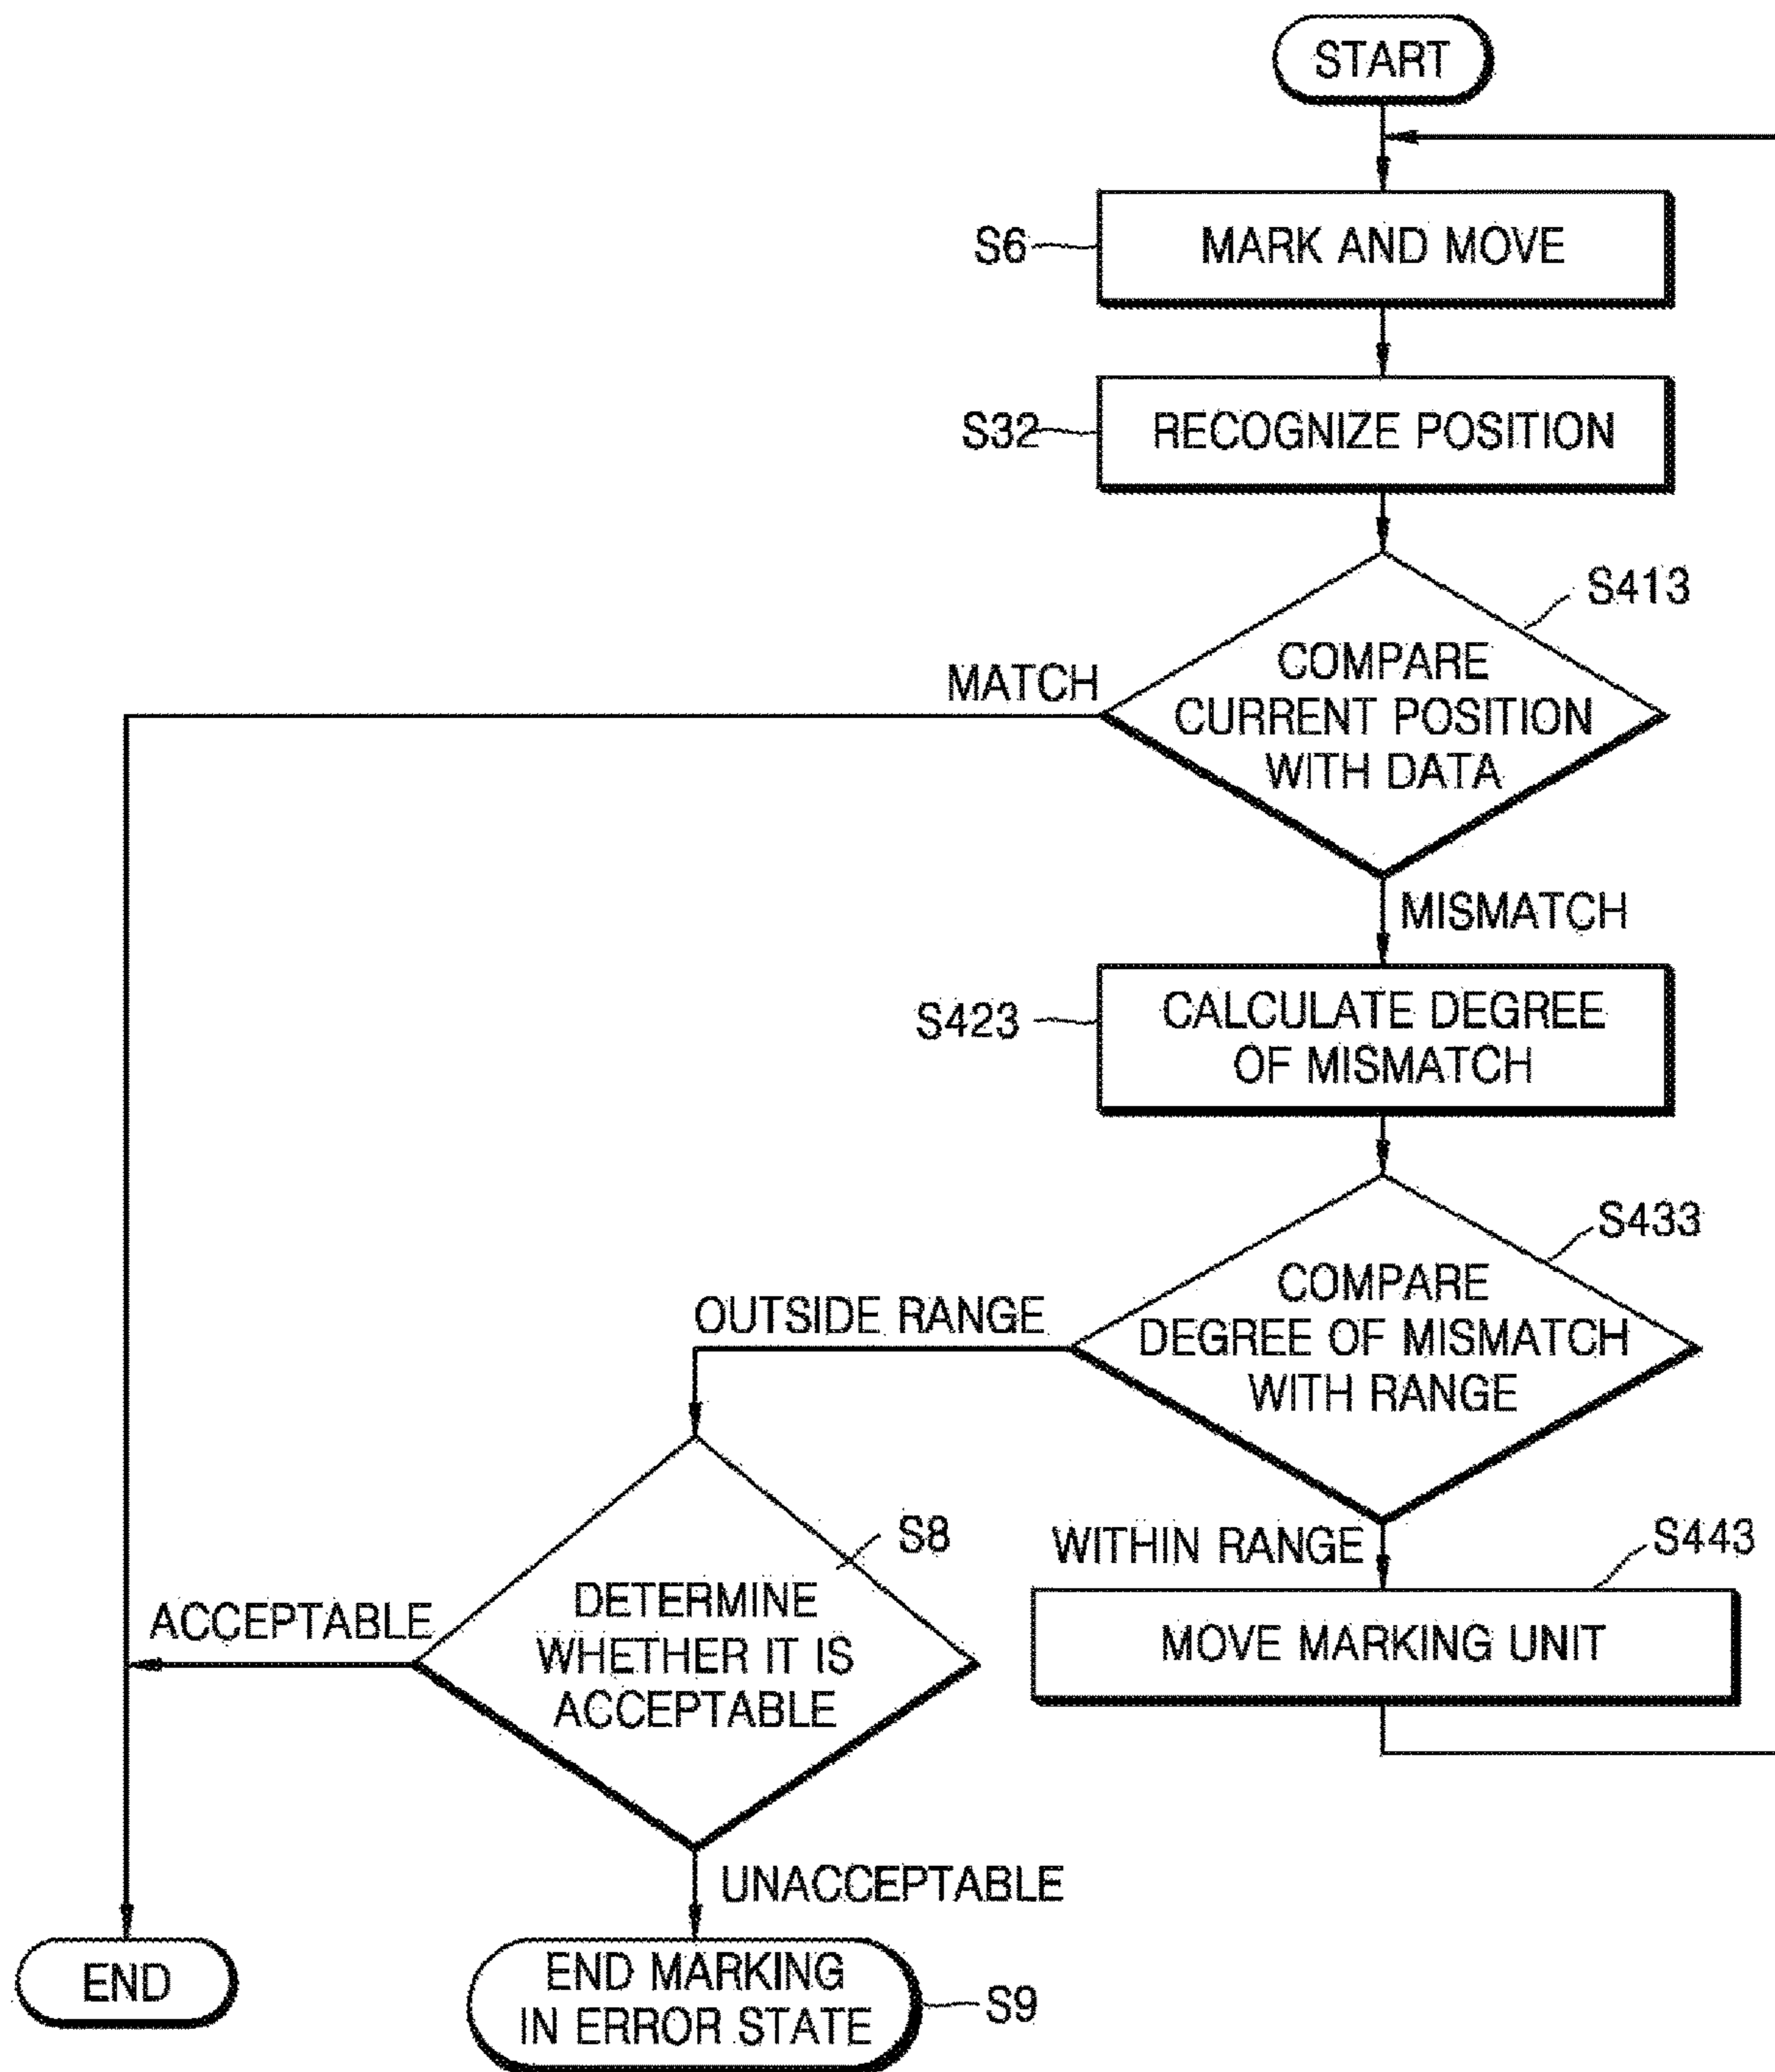 START
S6
MARK AND MOVE
S32
RECOGNIZE POSITION
S413
COMPARE
CURRENT POSITION
WITH DATA
MATCH
MISMATCH
S423
CALCULATE DEGREE
OF MISMATCH
S433
COMPARE
DEGREE OF MISMATCH
WITH RANGE
OUTSIDE RANGE
WITHIN RANGE
S443
MOVE MARKING UNIT
S8
DETERMINE
WHETHER IT IS
ACCEPTABLE
ACCEPTABLE
UNACCEPTABLE
END
END MARKING
IN ERROR STATE
S9